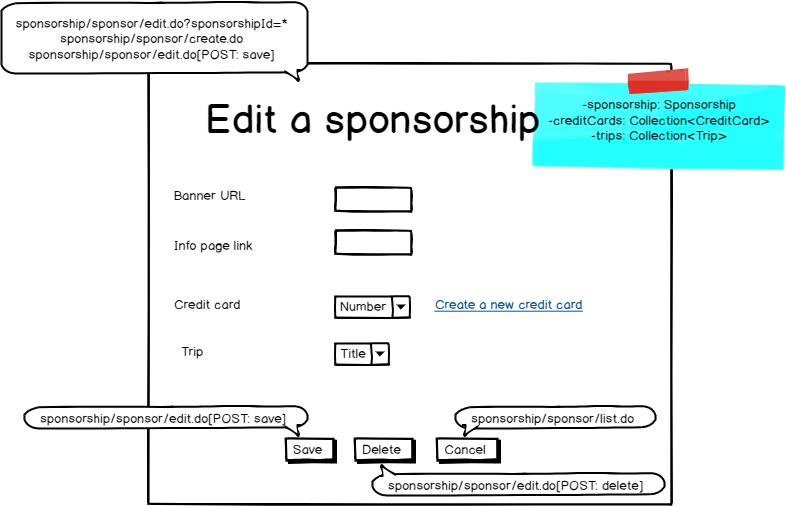 sponsorship/sponsor/edit.do?sponsorshipId=*
sponsorship/sponsor/create.do
sponsorship/sponsor/edit.do[POST: save]
Edit a sponsorship
-sponsorship: Sponsorship
-creditCards: Collection<CreditCard>
-trips: Collection<Trip>
Banner URL
Info page link
Credit card
Number
Create a new credit card
Trip
Title
sponsorship/sponsor/edit.do[POST: save]
sponsorship/sponsor/list.do
Save
Delete
Cancel
sponsorship/sponsor/edit.do[POST: delete]